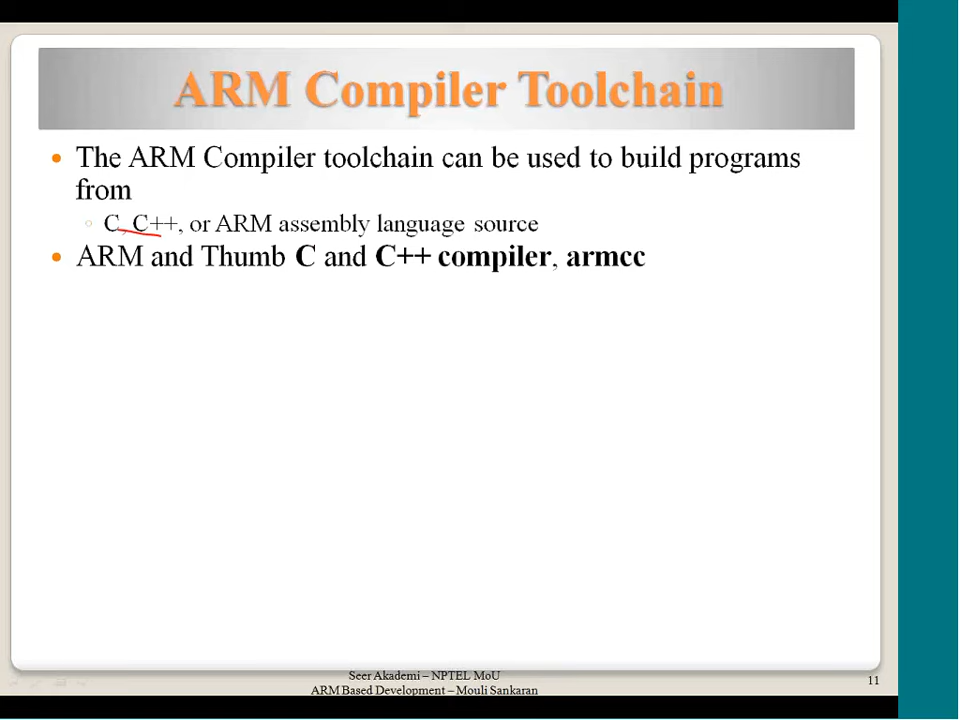 ARM Compiler Toolchain
• The ARM Compiler toolchain can be used to build programs
from
◦ C, C++, or ARM assembly language source
• ARM and Thumb C and C++ compiler, armcc
Seer Akademi – NPTEL MoU
ARM Based Development – Mouli Sankaran
11